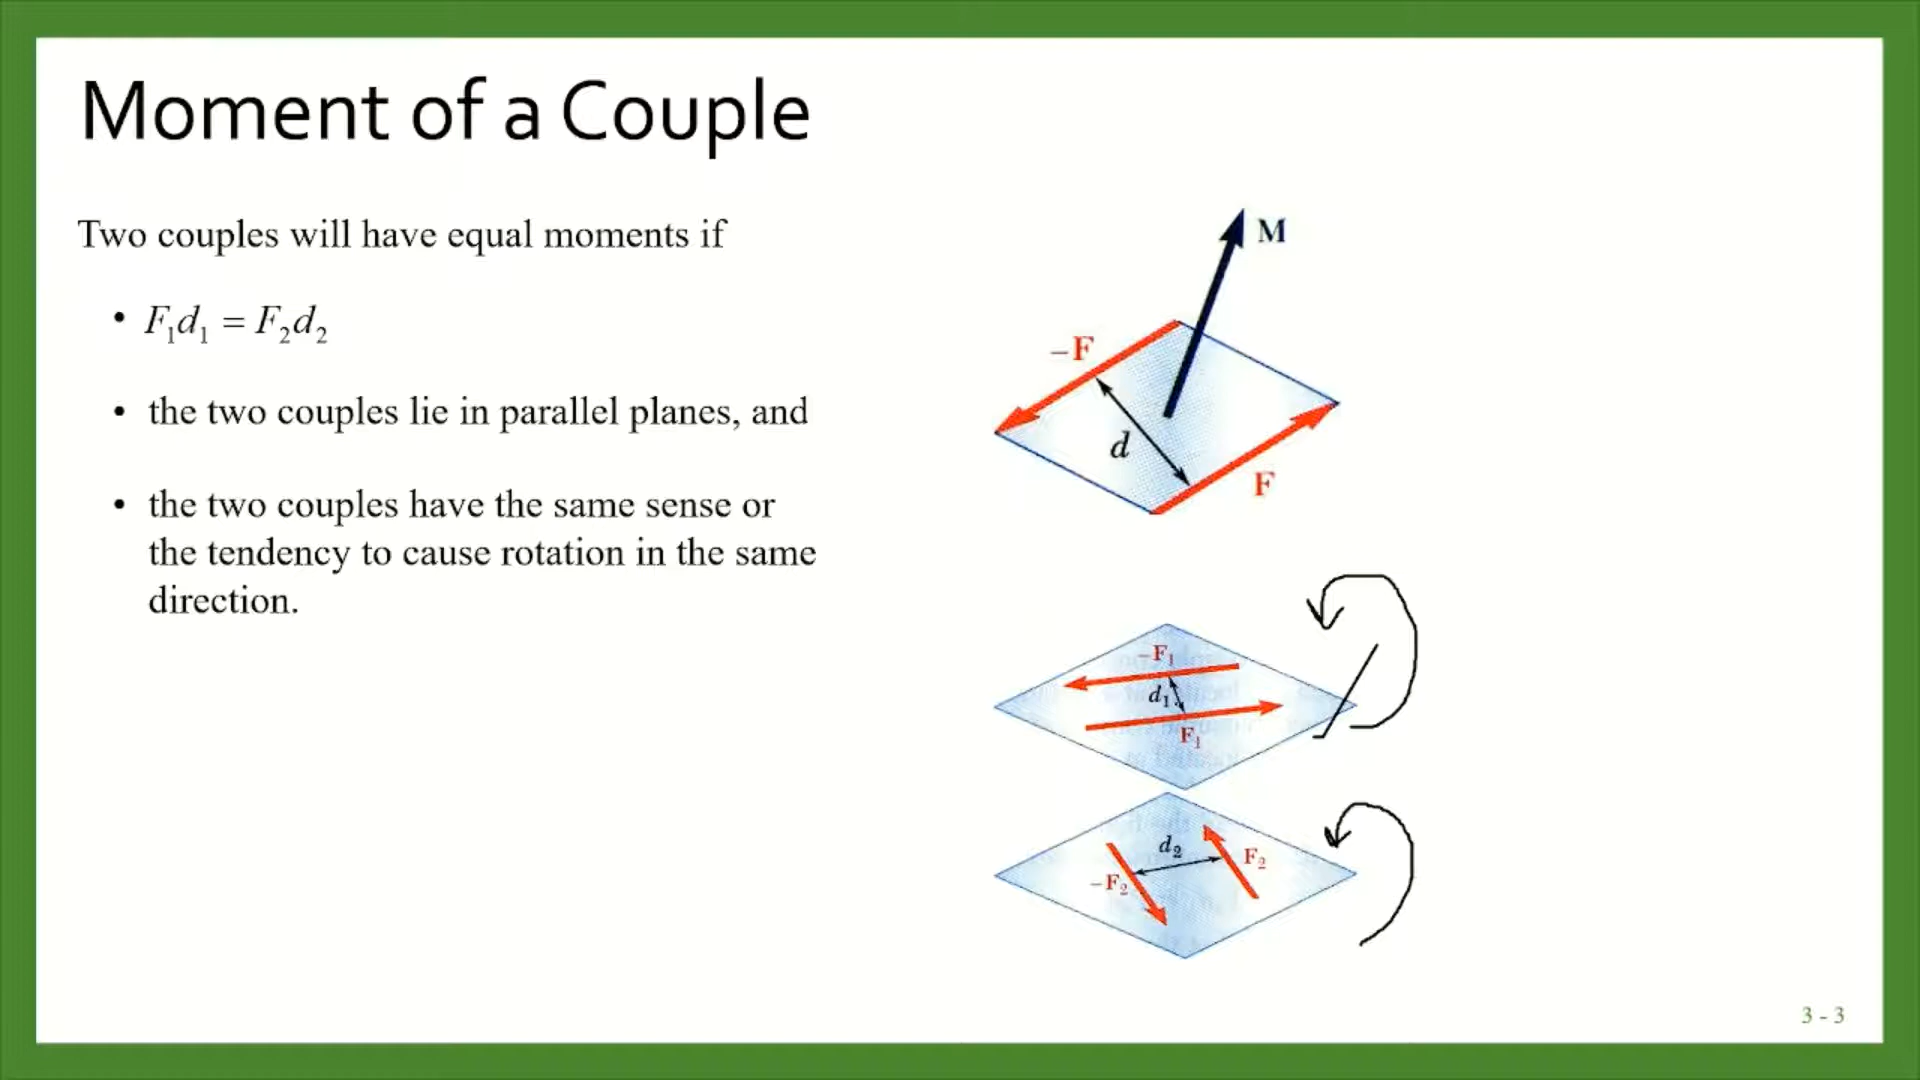 Moment of a Couple
Two couples will have equal moments if
• F₁d₁ = F₂d₂
• the two couples lie in parallel planes, and
• the two couples have the same sense or
the tendency to cause rotation in the same
direction.
M
–F
d
F
–F₁
d₁
F₁
d₂
F₂
–F₂
3 - 3